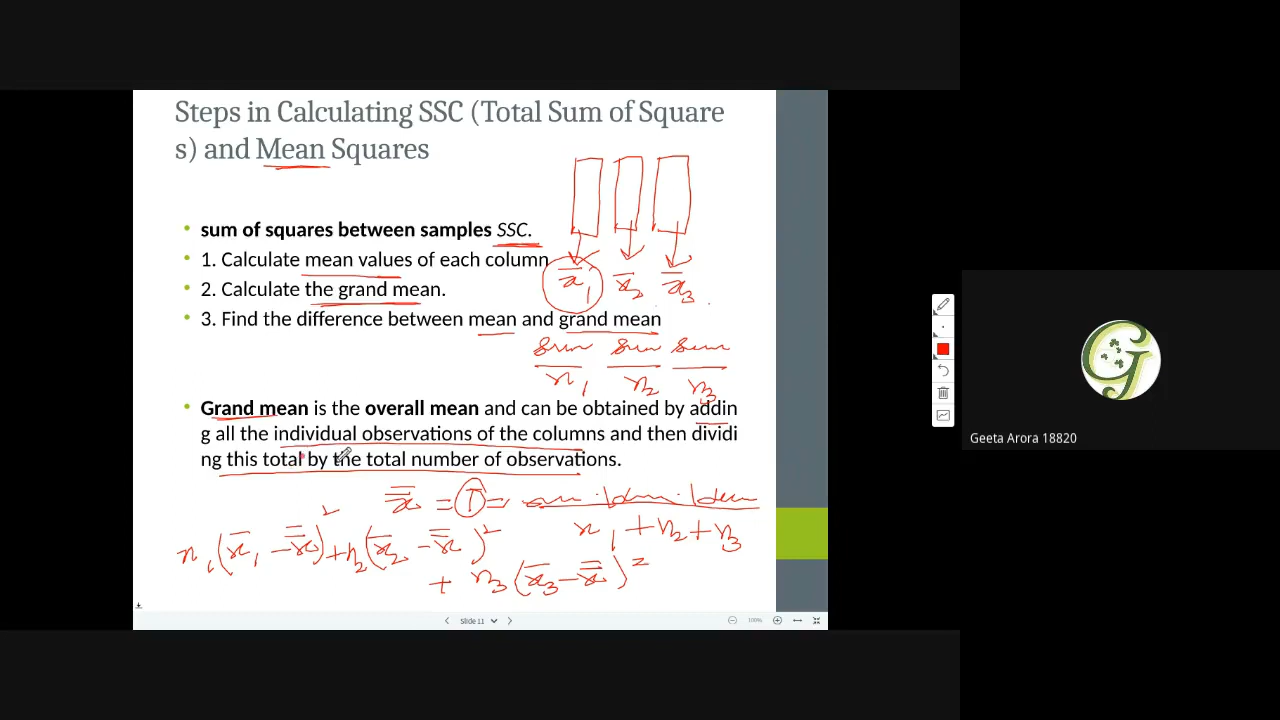 Steps in Calculating SSC (Total Sum of Square
s) and Mean Squares
• sum of squares between samples SSC.
• 1. Calculate mean values of each column
• 2. Calculate the grand mean.
• 3. Find the difference between mean and grand mean
x̅₁ x̅₂ x̅₃
Sum Sum Sum
n₁ n₂ n₃
• Grand mean is the overall mean and can be obtained by addin
g all the individual observations of the columns and then dividi
ng this total by the total number of observations.
x̿ = T =
n₁ + n₂ + n₃
n₁(x̅₁ - x̿)² + n₂(x̅₂ - x̿)²
+ n₃(x̅₃ - x̿)²
Slide 11
100%
G
Geeta Arora 18820